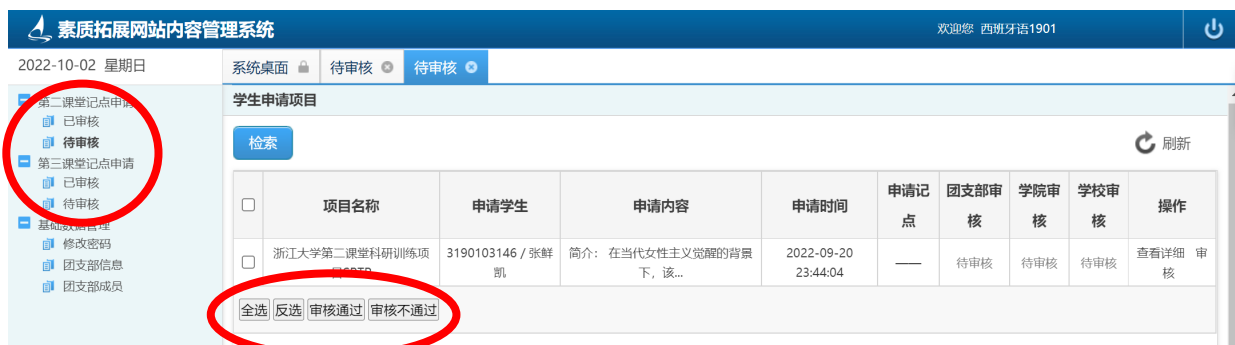 素质拓展网站内容管理系统
欢迎您 西班牙语1901
2022-10-02 星期日
系统桌面
待审核
待审核
第二课堂记点申请
已审核
待审核
第三课堂记点申请
已审核
待审核
基础数据管理
修改密码
团支部信息
团支部成员
学生申请项目
检索
刷新
项目名称
申请学生
申请内容
申请时间
申请记
点
团支部审
核
学院审
核
学校审
核
操作
浙江大学第二课堂科研训练项
3190103146 / 张鲜
凯
简介： 在当代女性主义觉醒的背景
下，该...
2022-09-20
23:44:04
——
待审核
待审核
待审核
查看详细 审
核
全选 反选 审核通过 审核不通过